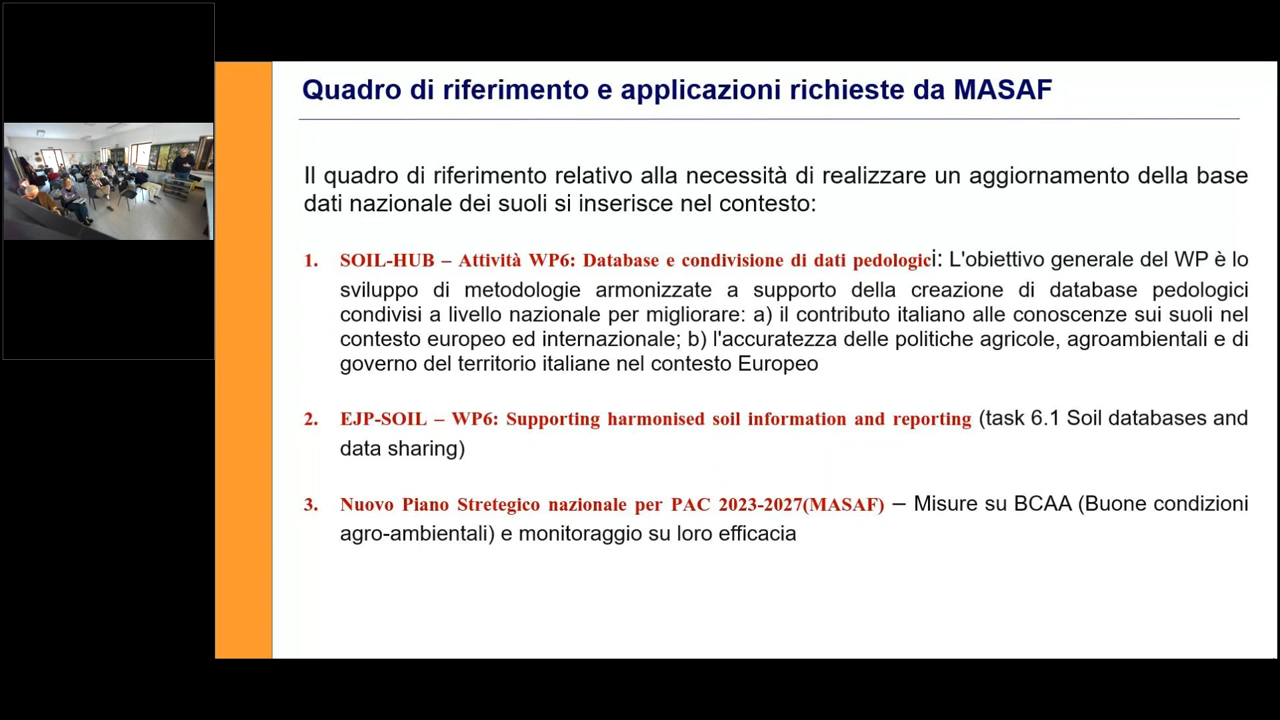 Quadro di riferimento e applicazioni richieste da MASAF
Il quadro di riferimento relativo alla necessità di realizzare un aggiornamento della base
dati nazionale dei suoli si inserisce nel contesto:
1. SOIL-HUB – Attività WP6: Database e condivisione di dati pedologici: L'obiettivo generale del WP è lo
sviluppo di metodologie armonizzate a supporto della creazione di database pedologici
condivisi a livello nazionale per migliorare: a) il contributo italiano alle conoscenze sui suoli nel
contesto europeo ed internazionale; b) l'accuratezza delle politiche agricole, agroambientali e di
governo del territorio italiane nel contesto Europeo
2. EJP-SOIL – WP6: Supporting harmonised soil information and reporting (task 6.1 Soil databases and
data sharing)
3. Nuovo Piano Stretegico nazionale per PAC 2023-2027(MASAF) – Misure su BCAA (Buone condizioni
agro-ambientali) e monitoraggio su loro efficacia